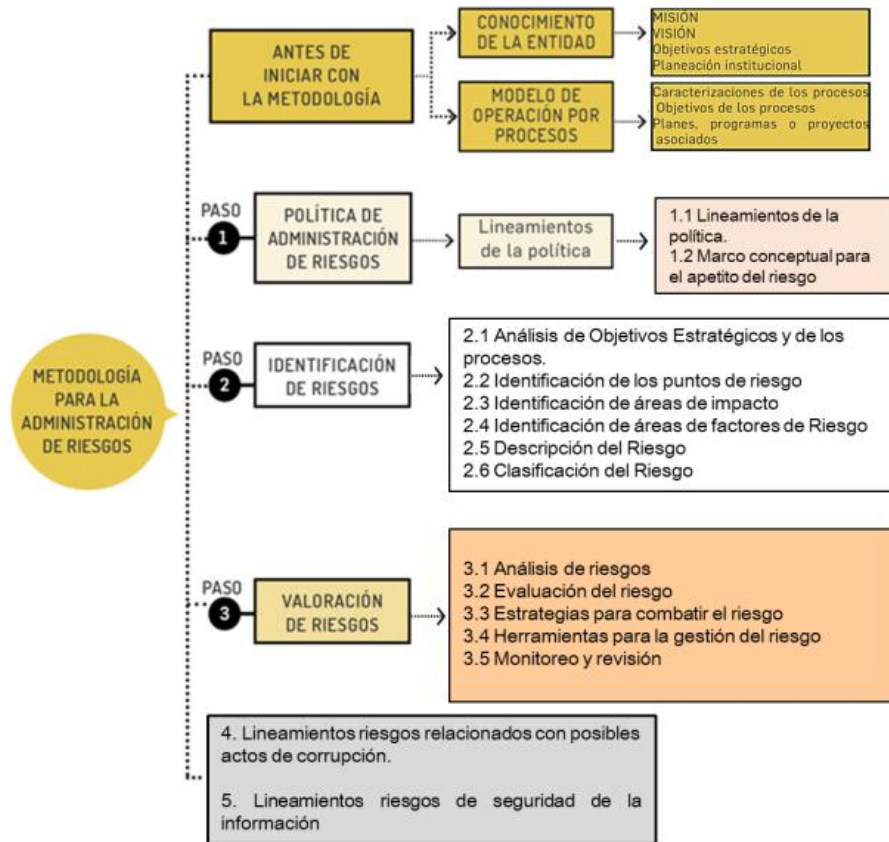 ANTES DE
INICIAR CON
LA METODOLOGÍA
CONOCIMIENTO
DE LA ENTIDAD
MISIÓN
VISIÓN
Objetivos estratégicos
Planeación institucional
MODELO DE
OPERACIÓN POR
PROCESOS
Caracterizaciones de los procesos
Objetivos de los procesos
Planes, programas o proyectos
asociados
PASO
1
POLÍTICA DE
ADMINISTRACIÓN
DE RIESGOS
Lineamientos
de la política
1.1 Lineamientos de la
política.
1.2 Marco conceptual para
el apetito del riesgo
METODOLOGÍA
PARA LA
ADMINISTRACIÓN
DE RIESGOS
PASO
2
IDENTIFICACIÓN
DE RIESGOS
2.1 Análisis de Objetivos Estratégicos y de los
procesos.
2.2 Identificación de los puntos de riesgo
2.3 Identificación de áreas de impacto
2.4 Identificación de áreas de factores de Riesgo
2.5 Descripción del Riesgo
2.6 Clasificación del Riesgo
PASO
3
VALORACIÓN
DE RIESGOS
3.1 Análisis de riesgos
3.2 Evaluación del riesgo
3.3 Estrategias para combatir el riesgo
3.4 Herramientas para la gestión del riesgo
3.5 Monitoreo y revisión
4. Lineamientos riesgos relacionados con posibles
actos de corrupción.
5. Lineamientos riesgos de seguridad de la
información